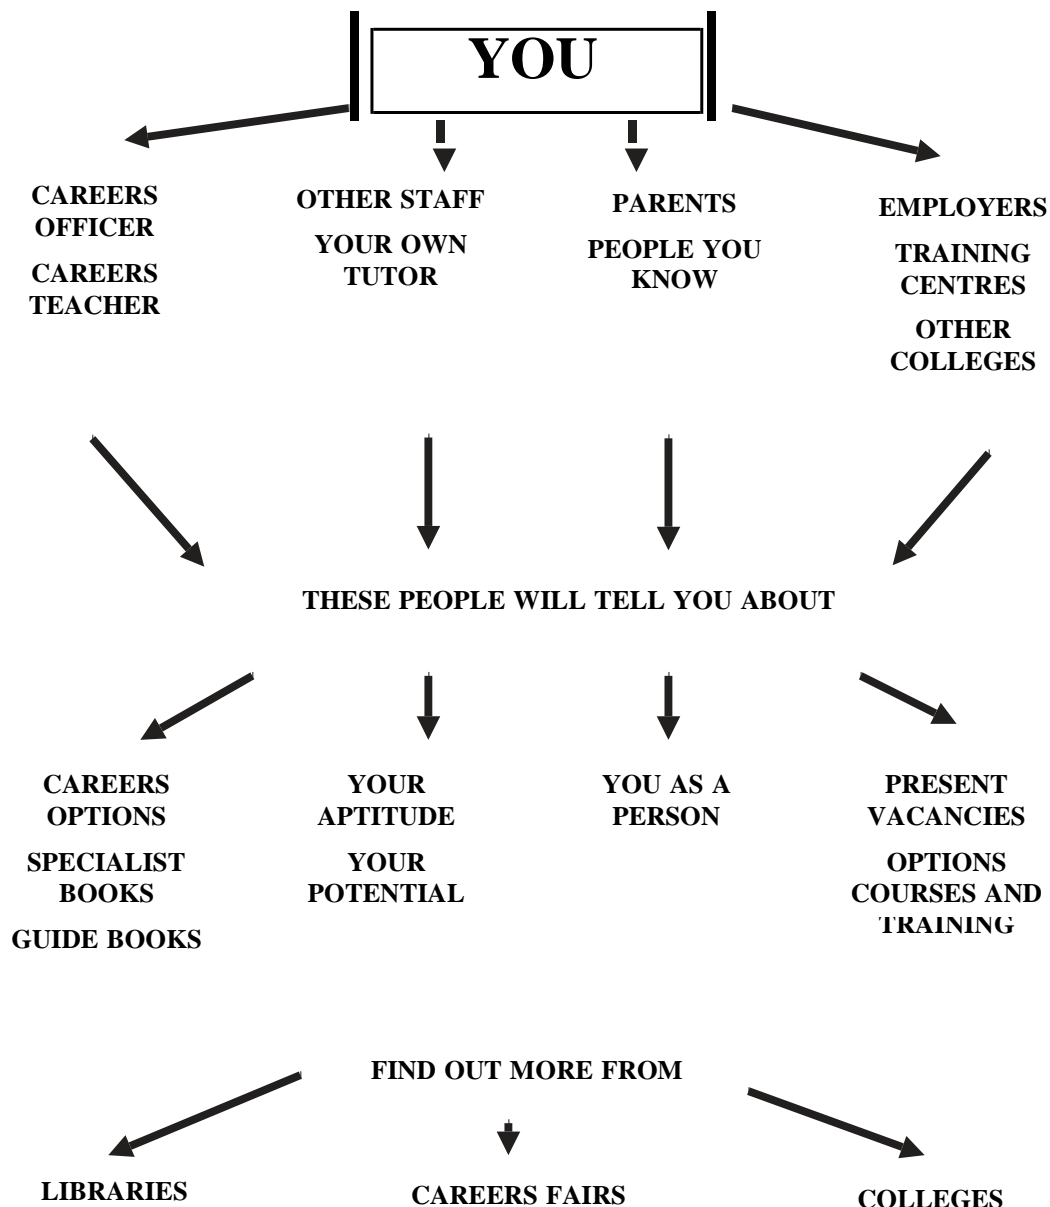 YOU
CAREERS
OFFICER
CAREERS
TEACHER
OTHER STAFF
YOUR OWN
TUTOR
PARENTS
PEOPLE YOU
KNOW
EMPLOYERS
TRAINING
CENTRES
OTHER
COLLEGES
THESE PEOPLE WILL TELL YOU ABOUT
CAREERS
OPTIONS
SPECIALIST
BOOKS
GUIDE BOOKS
YOUR
APTITUDE
YOUR
POTENTIAL
YOU AS A
PERSON
PRESENT
VACANCIES
OPTIONS
COURSES AND
TRAINING
FIND OUT MORE FROM
LIBRARIES
CAREERS FAIRS
COLLEGES